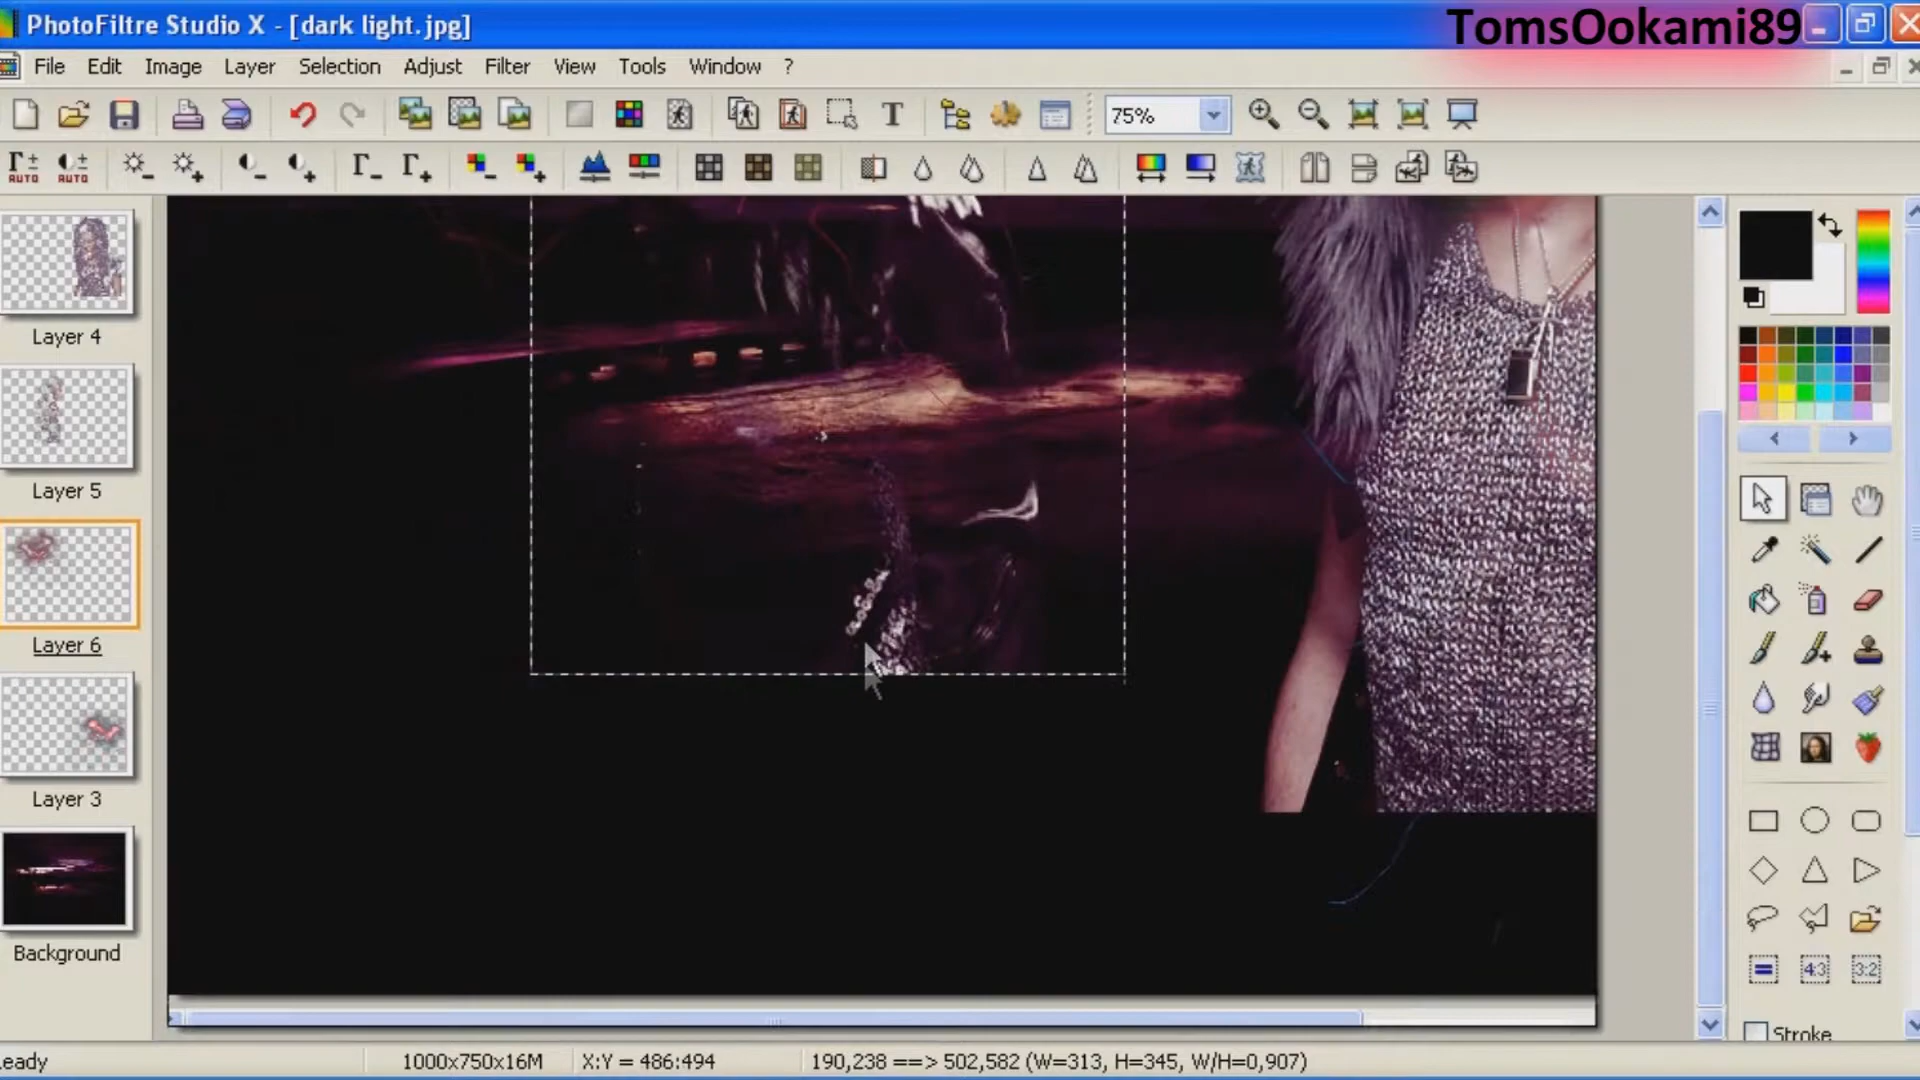 PhotoFiltre Studio X - [dark light.jpg]
TomsOokami89
File Edit Image Layer Selection Adjust Filter View Tools Window ?
T
75%
AUTO AUTO
Layer 4
Layer 5
Layer 6
Layer 3
Background
4:3 3:2
Stroke
eady
1000x750x16M
X:Y = 486:494
190,238 ==> 502,582 (W=313, H=345, W/H=0,907)